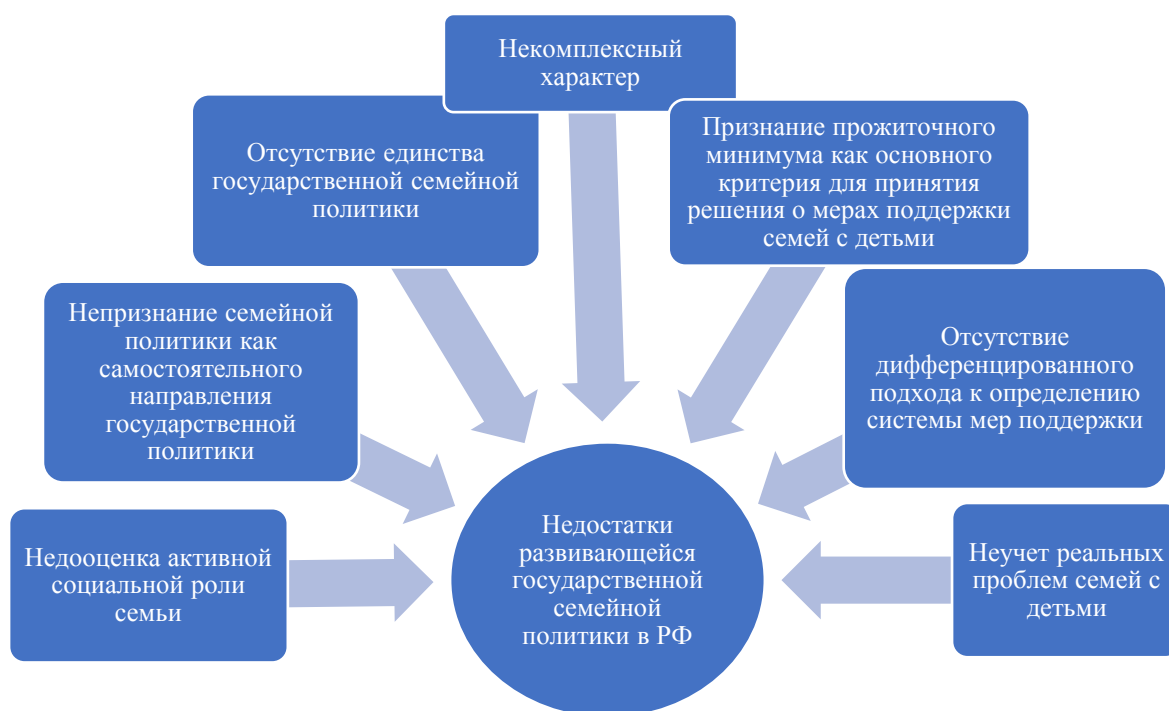 Некомплексный
характер
Отсутствие единства
государственной семейной
политики
Признание прожиточного
минимума как основного
критерия для принятия
решения о мерах поддержки
семей с детьми
Непризнание семейной
политики как
самостоятельного
направления
государственной
политики
Отсутствие
дифференцированного
подхода к определению
системы мер поддержки
Недооценка активной
социальной роли
семьи
Недостатки
развивающейся
государственной
семейной
политики в РФ
Неучет реальных
проблем семей с
детьми